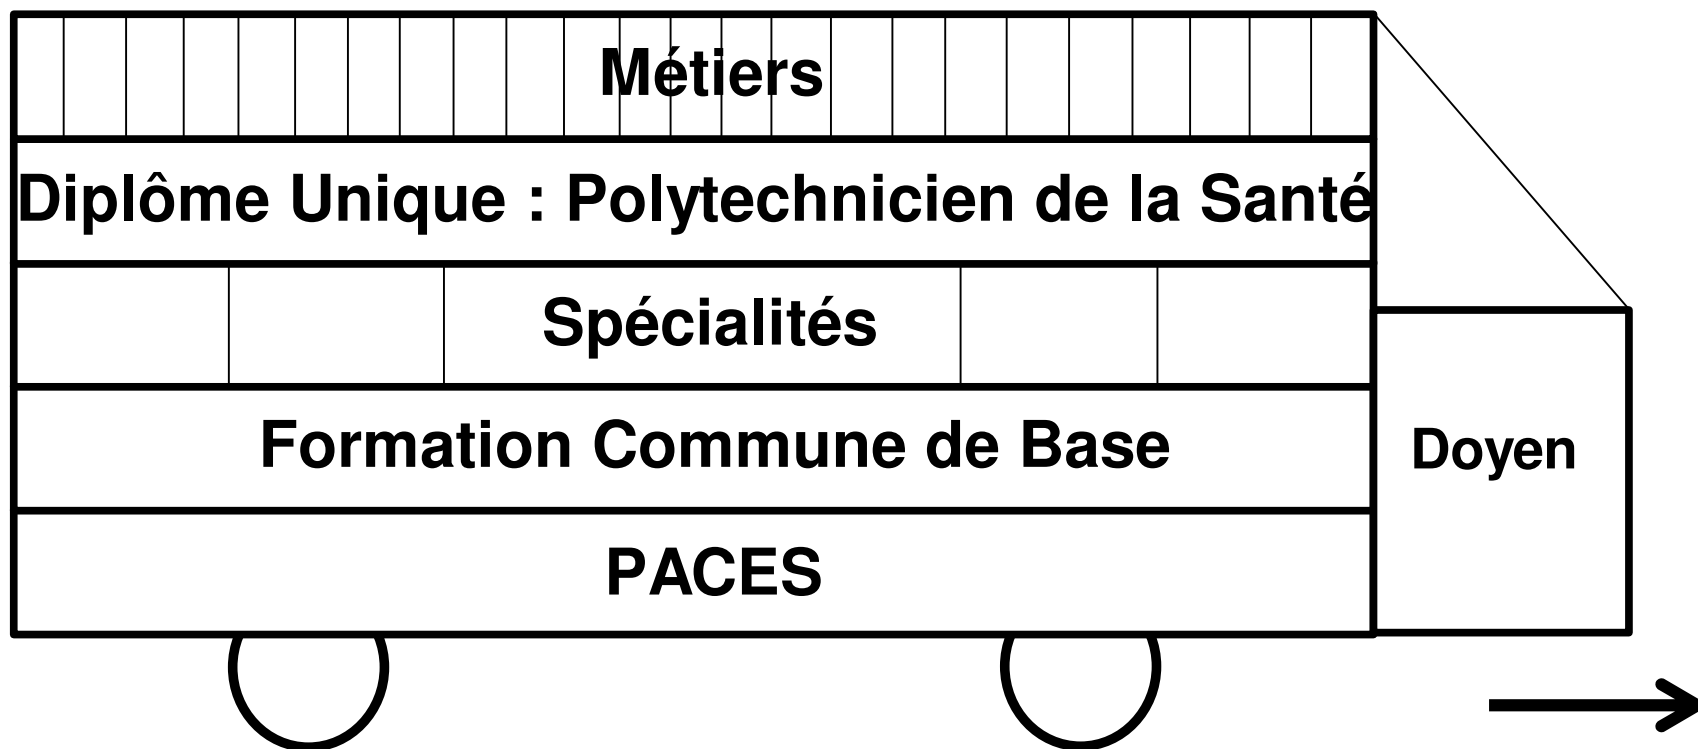 Métiers
Diplôme Unique : Polytechnicien de la Santé
Spécialités
Formation Commune de Base
Doyen
PACES